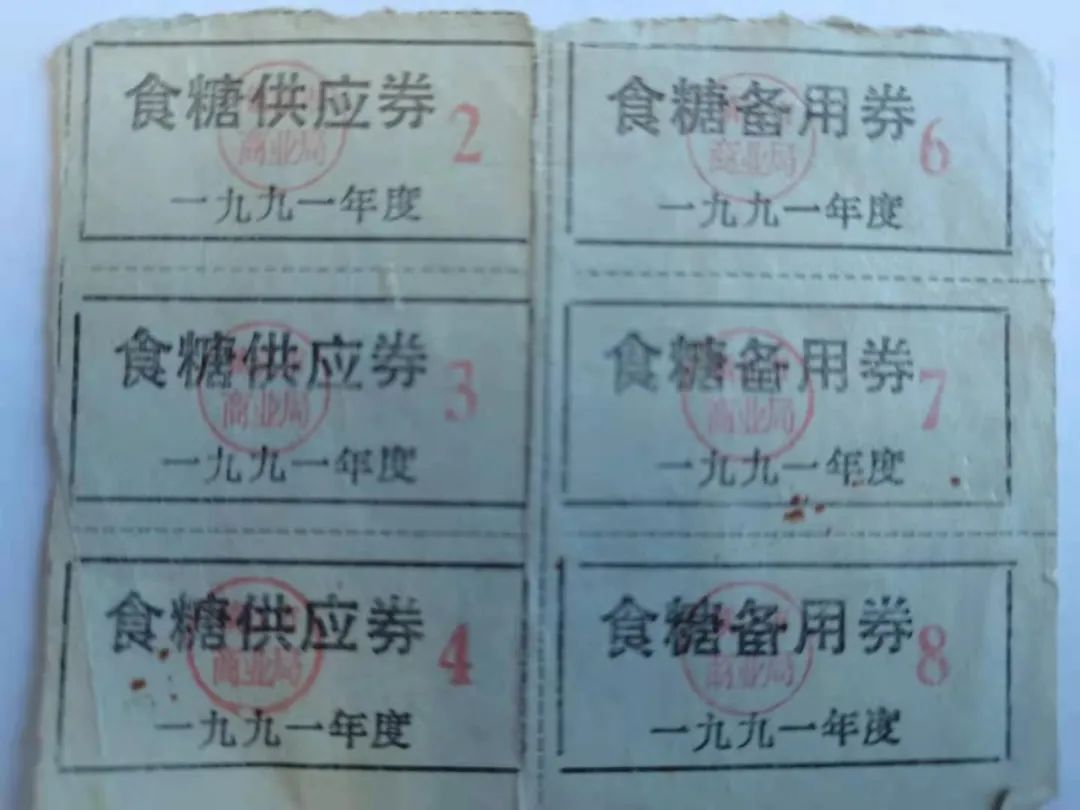 食糖供应券
商业局
2
一九九一年度
食糖备用券
商业局
6
一九九一年度
食糖供应券
商业局
3
一九九一年度
食糖备用券
商业局
7
一九九一年度
食糖供应券
商业局
4
一九九一年度
食糖备用券
商业局
8
一九九一年度